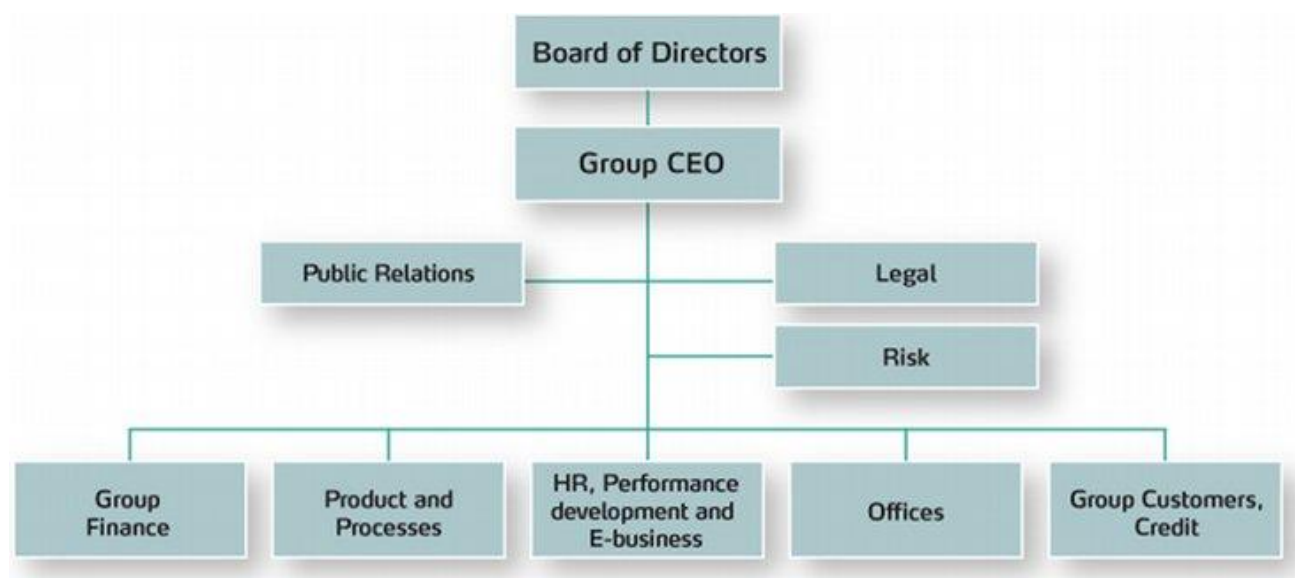 Board of Directors
Group CEO
Public Relations
Legal
Risk
Group
Finance
Product and
Processes
HR, Performance
development and
E-business
Offices
Group Customers,
Credit